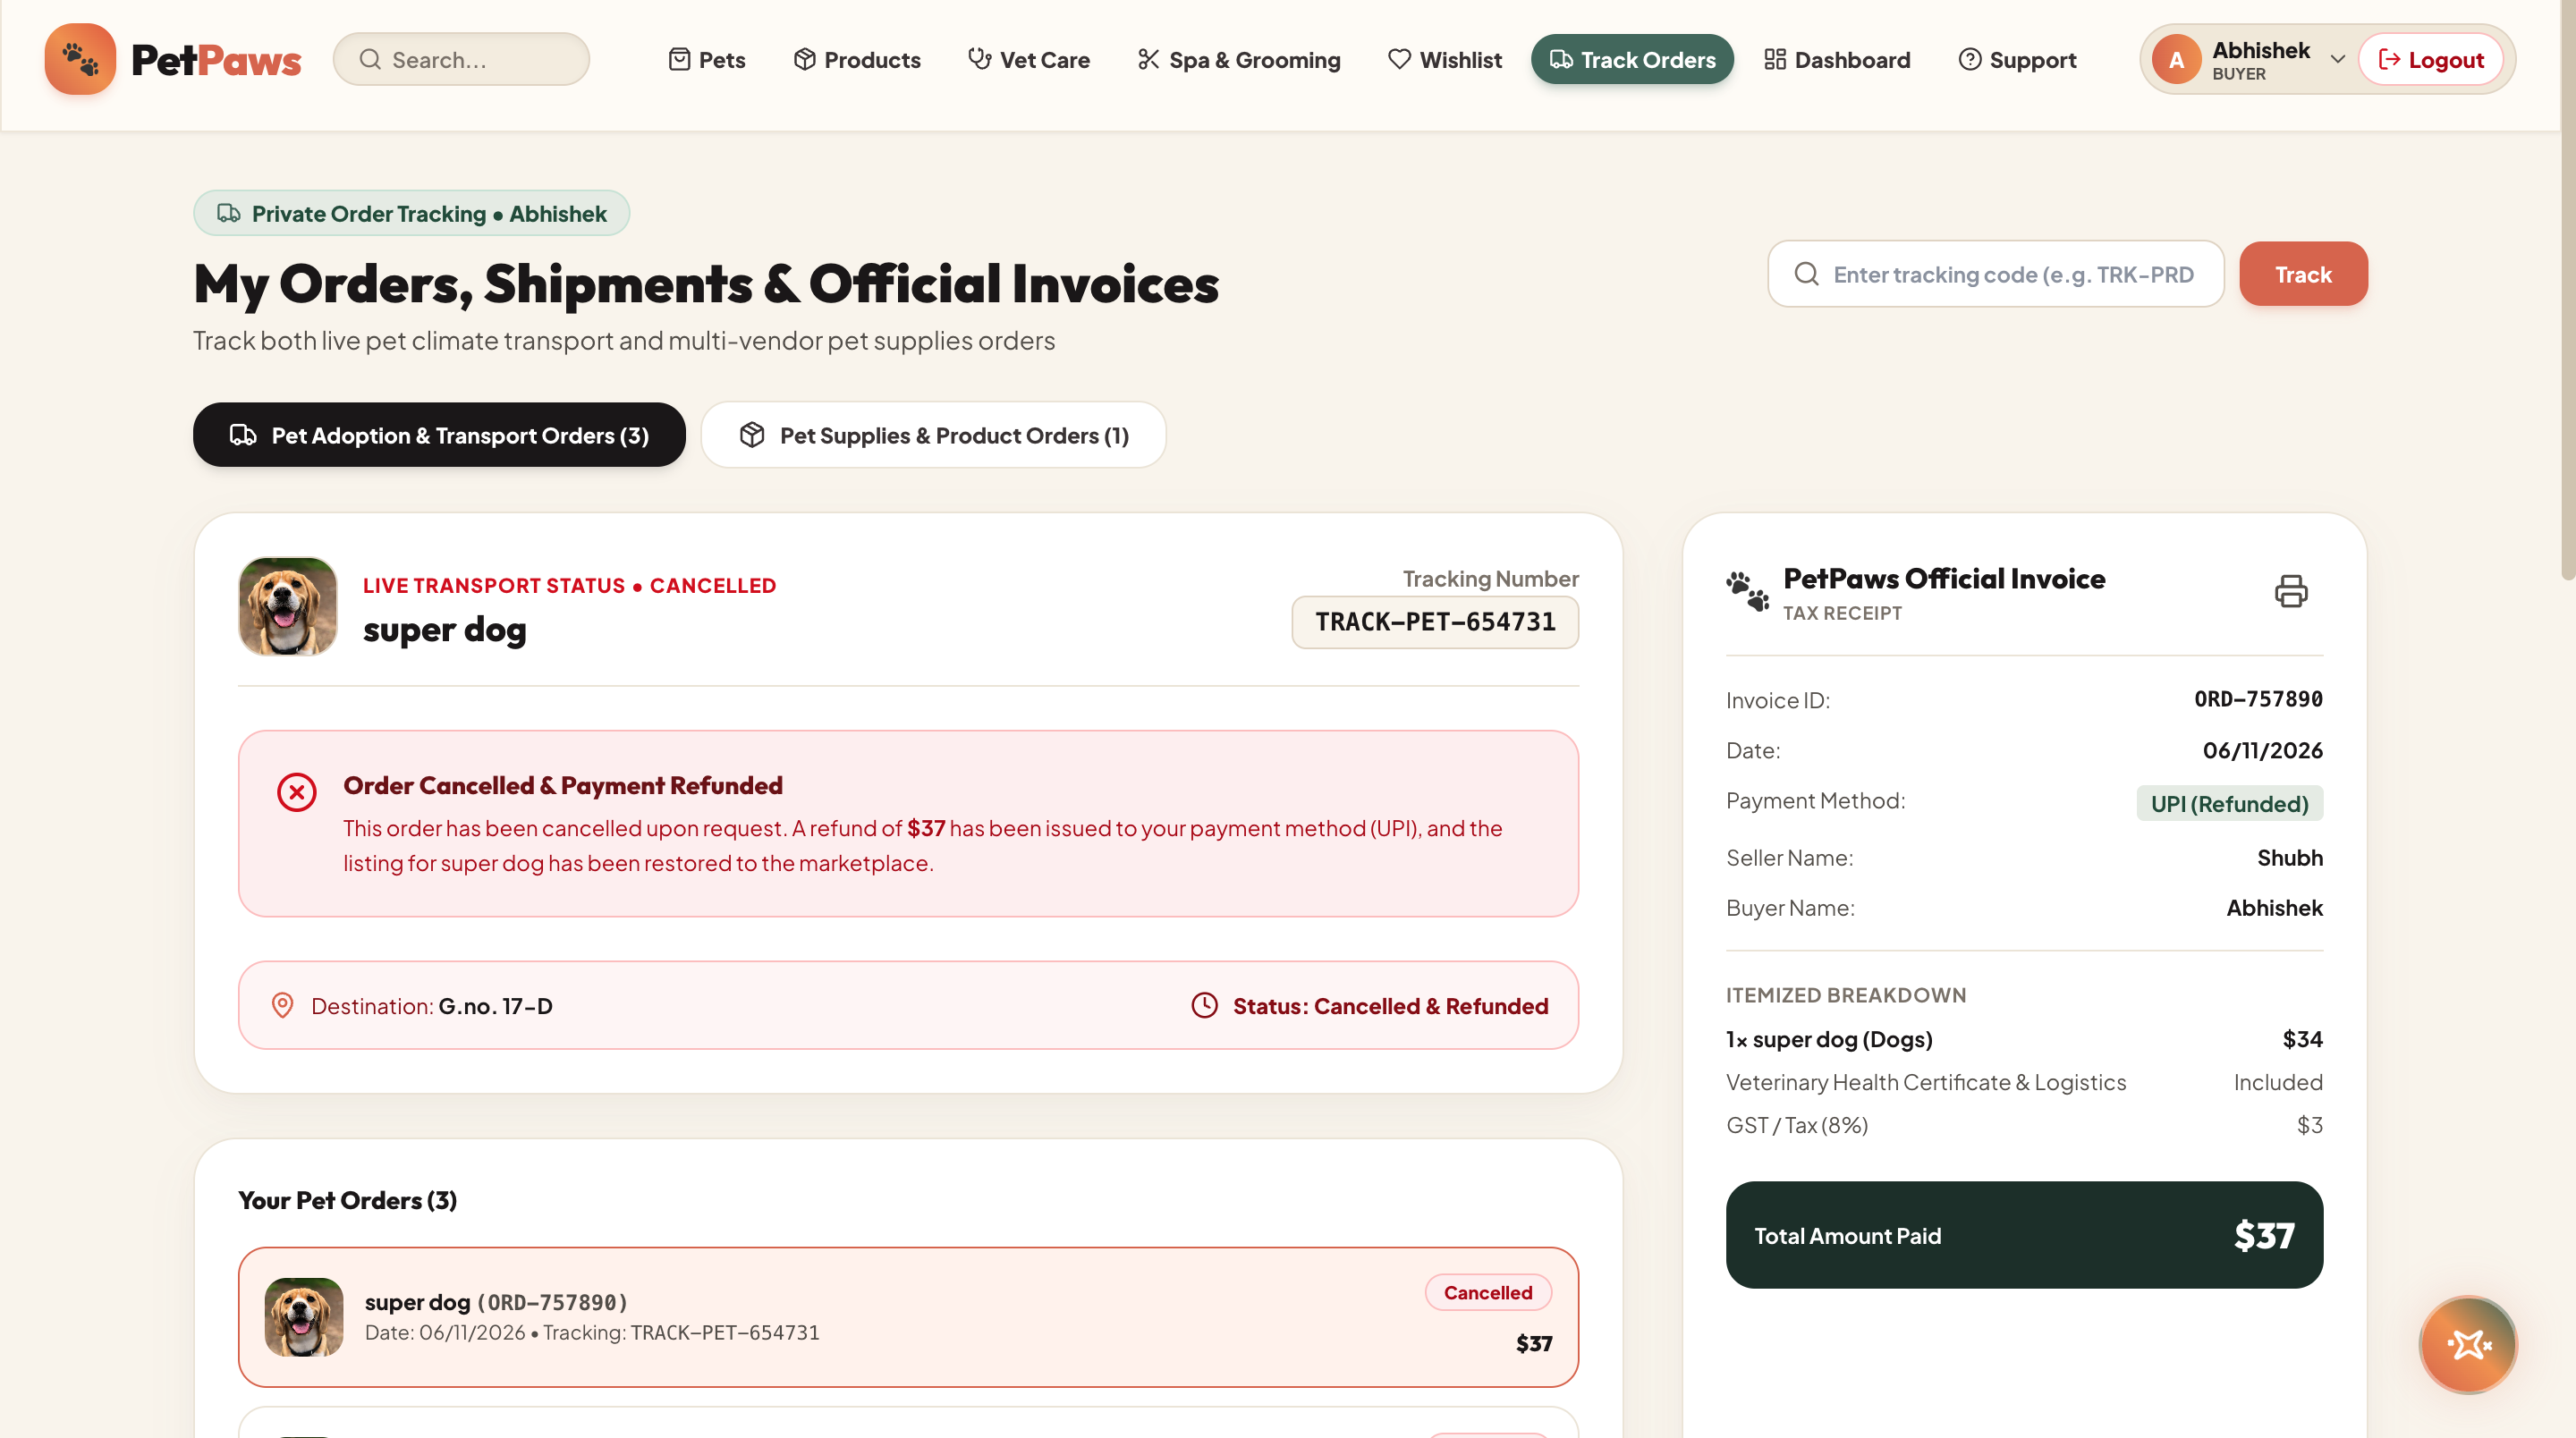 PetPaws
Search...
Pets
Products
Vet Care
Spa & Grooming
Wishlist
Track Orders
Dashboard
Support
A
Abhishek
BUYER
Logout
Private Order Tracking • Abhishek
My Orders, Shipments & Official Invoices
Track both live pet climate transport and multi-vendor pet supplies orders
Enter tracking code (e.g. TRK-PRD
Track
Pet Adoption & Transport Orders (3)
Pet Supplies & Product Orders (1)
LIVE TRANSPORT STATUS • CANCELLED
super dog
Tracking Number
TRACK-PET-654731
Order Cancelled & Payment Refunded
This order has been cancelled upon request. A refund of $37 has been issued to your payment method (UPI), and the
listing for super dog has been restored to the marketplace.
Destination: G.no. 17-D
Status: Cancelled & Refunded
Your Pet Orders (3)
super dog (ORD-757890)
Date: 06/11/2026 • Tracking: TRACK-PET-654731
Cancelled
$37
PetPaws Official Invoice
TAX RECEIPT
Invoice ID: ORD-757890
Date: 06/11/2026
Payment Method: UPI (Refunded)
Seller Name: Shubh
Buyer Name: Abhishek
ITEMIZED BREAKDOWN
1× super dog (Dogs) $34
Veterinary Health Certificate & Logistics Included
GST / Tax (8%) $3
Total Amount Paid $37